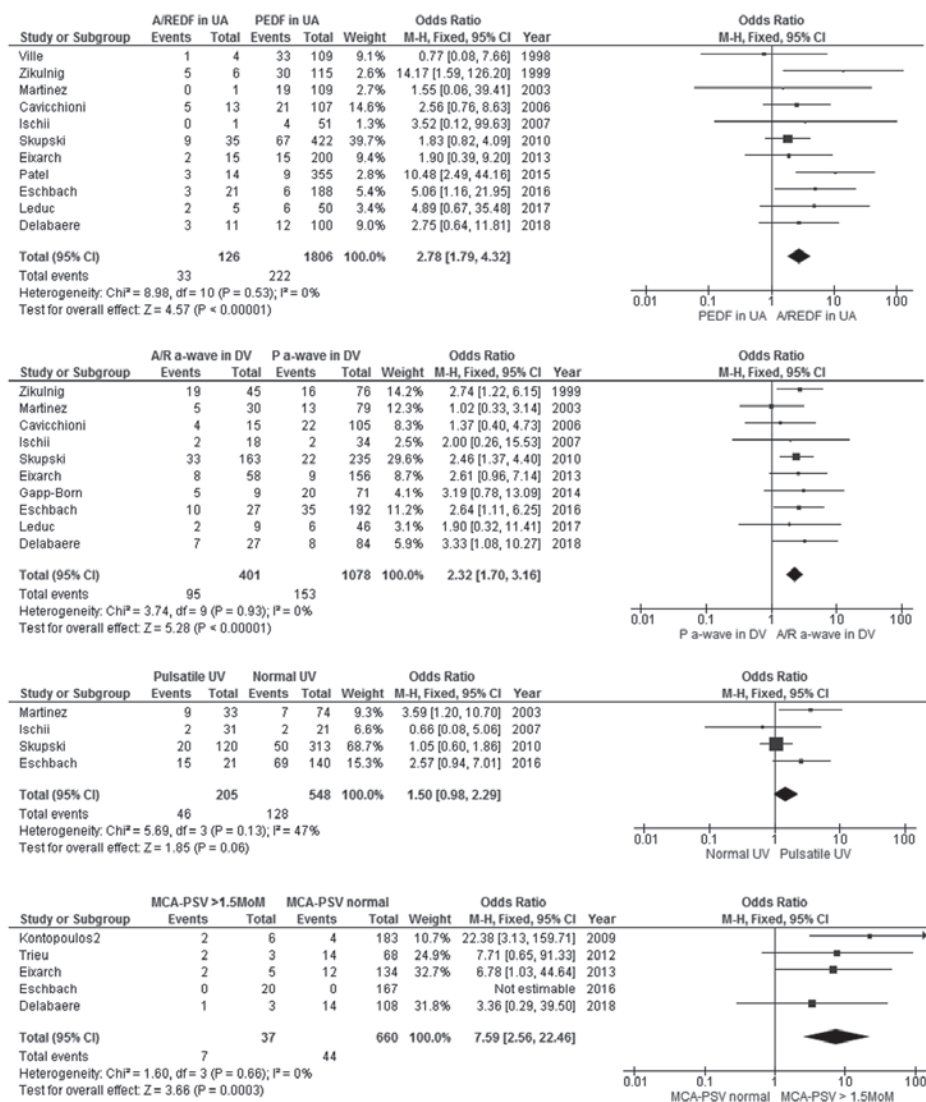 A/REDF in UA PEDF in UA Odds Ratio Odds Ratio
Study or Subgroup Events Total Events Total Weight M-H, Fixed, 95% CI Year M-H, Fixed, 95% CI
Ville 1 4 33 109 9.1% 0.77 [0.08, 7.66] 1998
Zikulnig 5 6 30 115 2.6% 14.17 [1.59, 126.20] 1999
Martinez 0 1 19 109 2.7% 1.55 [0.06, 39.41] 2003
Cavicchioni 5 13 21 107 14.6% 2.56 [0.76, 8.63] 2006
Ischii 0 1 4 51 1.3% 3.52 [0.12, 99.63] 2007
Skupski 9 35 67 422 39.7% 1.83 [0.82, 4.09] 2010
Eixarch 2 15 15 200 9.4% 1.90 [0.39, 9.20] 2013
Patel 3 14 9 355 2.8% 10.48 [2.49, 44.16] 2015
Eschbach 3 21 6 188 5.4% 5.06 [1.16, 21.95] 2016
Leduc 2 5 6 50 3.4% 4.89 [0.67, 35.48] 2017
Delabaere 3 11 12 100 9.0% 2.75 [0.64, 11.81] 2018
Total (95% CI) 126 1806 100.0% 2.78 [1.79, 4.32]
Total events 33 222
Heterogeneity: Chi² = 8.98, df = 10 (P = 0.53); I² = 0%
Test for overall effect: Z = 4.57 (P < 0.00001)
0.01 0.1 1 10 100
PEDF in UA A/REDF in UA
A/R a-wave in DV P a-wave in DV Odds Ratio Odds Ratio
Study or Subgroup Events Total Events Total Weight M-H, Fixed, 95% CI Year M-H, Fixed, 95% CI
Zikulnig 19 45 16 76 14.2% 2.74 [1.22, 6.15] 1999
Martinez 5 30 13 79 12.3% 1.02 [0.33, 3.14] 2003
Cavicchioni 4 15 22 105 8.3% 1.37 [0.40, 4.73] 2006
Ischii 2 18 2 34 2.5% 2.00 [0.26, 15.53] 2007
Skupski 33 163 22 235 29.6% 2.46 [1.37, 4.40] 2010
Eixarch 8 58 9 156 8.7% 2.61 [0.96, 7.14] 2013
Gapp-Born 5 9 20 71 4.1% 3.19 [0.78, 13.09] 2014
Eschbach 10 27 35 192 11.2% 2.64 [1.11, 6.25] 2016
Leduc 2 9 6 46 3.1% 1.90 [0.32, 11.41] 2017
Delabaere 7 27 8 84 5.9% 3.33 [1.08, 10.27] 2018
Total (95% CI) 401 1078 100.0% 2.32 [1.70, 3.16]
Total events 95 153
Heterogeneity: Chi² = 3.74, df = 9 (P = 0.93); I² = 0%
Test for overall effect: Z = 5.28 (P < 0.00001)
0.01 0.1 1 10 100
P a-wave in DV A/R a-wave in DV
Pulsatile UV Normal UV Odds Ratio Odds Ratio
Study or Subgroup Events Total Events Total Weight M-H, Fixed, 95% CI Year M-H, Fixed, 95% CI
Martinez 9 33 7 74 9.3% 3.59 [1.20, 10.70] 2003
Ischii 2 31 2 21 6.6% 0.66 [0.08, 5.06] 2007
Skupski 20 120 50 313 68.7% 1.05 [0.60, 1.86] 2010
Eschbach 15 21 69 140 15.3% 2.57 [0.94, 7.01] 2016
Total (95% CI) 205 548 100.0% 1.50 [0.98, 2.29]
Total events 46 128
Heterogeneity: Chi² = 5.69, df = 3 (P = 0.13); I² = 47%
Test for overall effect: Z = 1.85 (P = 0.06)
0.01 0.1 1 10 100
Normal UV Pulsatile UV
MCA-PSV >1.5MoM MCA-PSV normal Odds Ratio Odds Ratio
Study or Subgroup Events Total Events Total Weight M-H, Fixed, 95% CI Year M-H, Fixed, 95% CI
Kontopoulos2 2 6 4 183 10.7% 22.38 [3.13, 159.71] 2009
Trieu 2 3 14 68 24.9% 7.71 [0.65, 91.33] 2012
Eixarch 2 5 12 134 32.7% 6.78 [1.03, 44.64] 2013
Eschbach 0 20 0 167 Not estimable 2016
Delabaere 1 3 14 108 31.8% 3.36 [0.29, 39.50] 2018
Total (95% CI) 37 660 100.0% 7.59 [2.56, 22.46]
Total events 7 44
Heterogeneity: Chi² = 1.60, df = 3 (P = 0.66); I² = 0%
Test for overall effect: Z = 3.66 (P = 0.0003)
0.01 0.1 1 10 100
MCA-PSV normal MCA-PSV > 1.5MoM